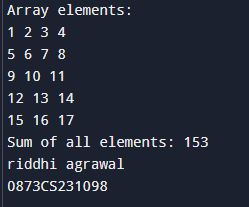 Array elements:
1 2 3 4
5 6 7 8
9 10 11
12 13 14
15 16 17
Sum of all elements: 153
riddhi agrawal
0873CS231098